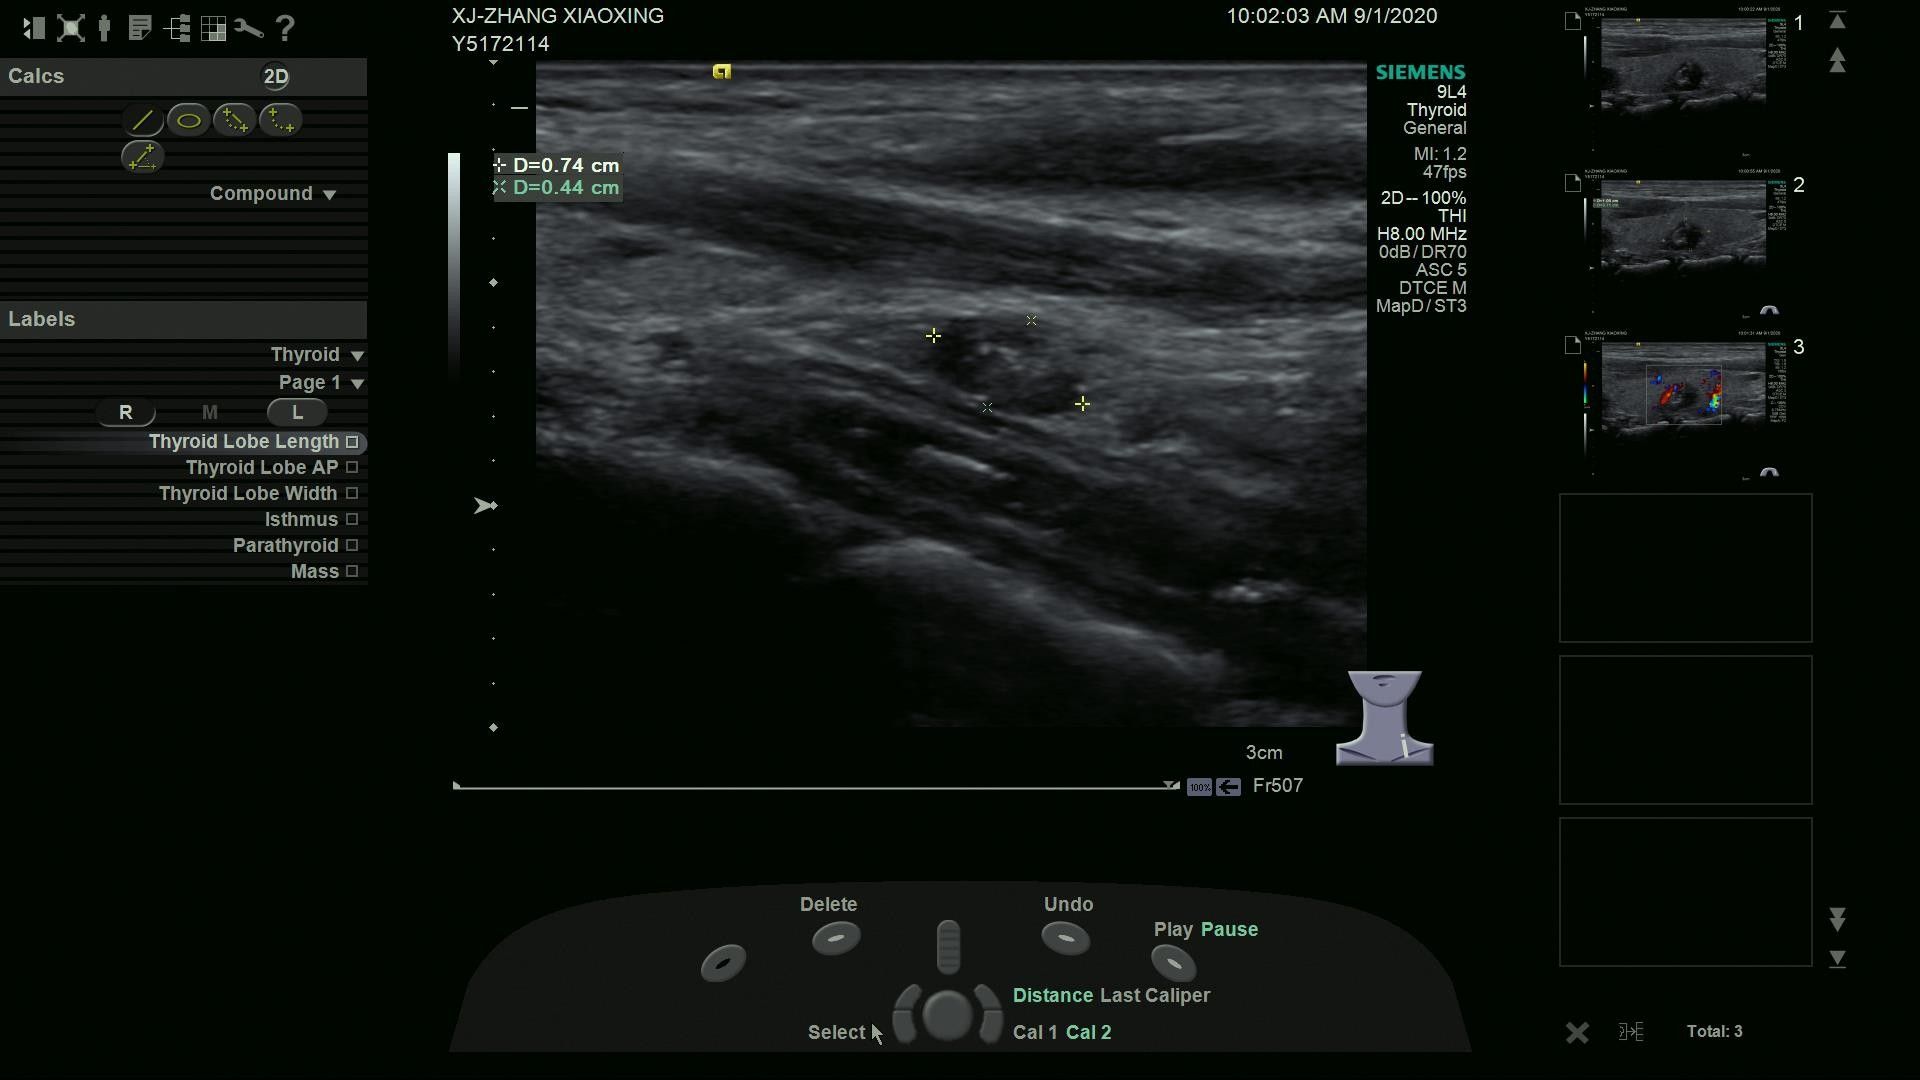 XJ-ZHANG XIAOXING
10:02:03 AM 9/1/2020
Y5172114
Calcs
2D
Compound
Labels
Thyroid
Page 1
R M L
Thyroid Lobe Length
Thyroid Lobe AP
Thyroid Lobe Width
Isthmus
Parathyroid
Mass
D=0.74 cm
D=0.44 cm
SIEMENS
9L4
Thyroid
General
MI: 1.2
47fps
2D--100%
THI
H8.00 MHz
0dB/DR70
ASC 5
DTCE M
MapD/ST3
3cm
100%
Fr507
1
2
3
Delete
Undo
Play Pause
Distance Last Caliper
Select
Cal 1 Cal 2
Total: 3